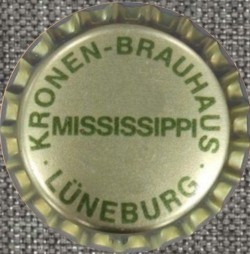 KRONEN-BRAUHAUS
MISSISSIPPI
· LÜNEBURG ·